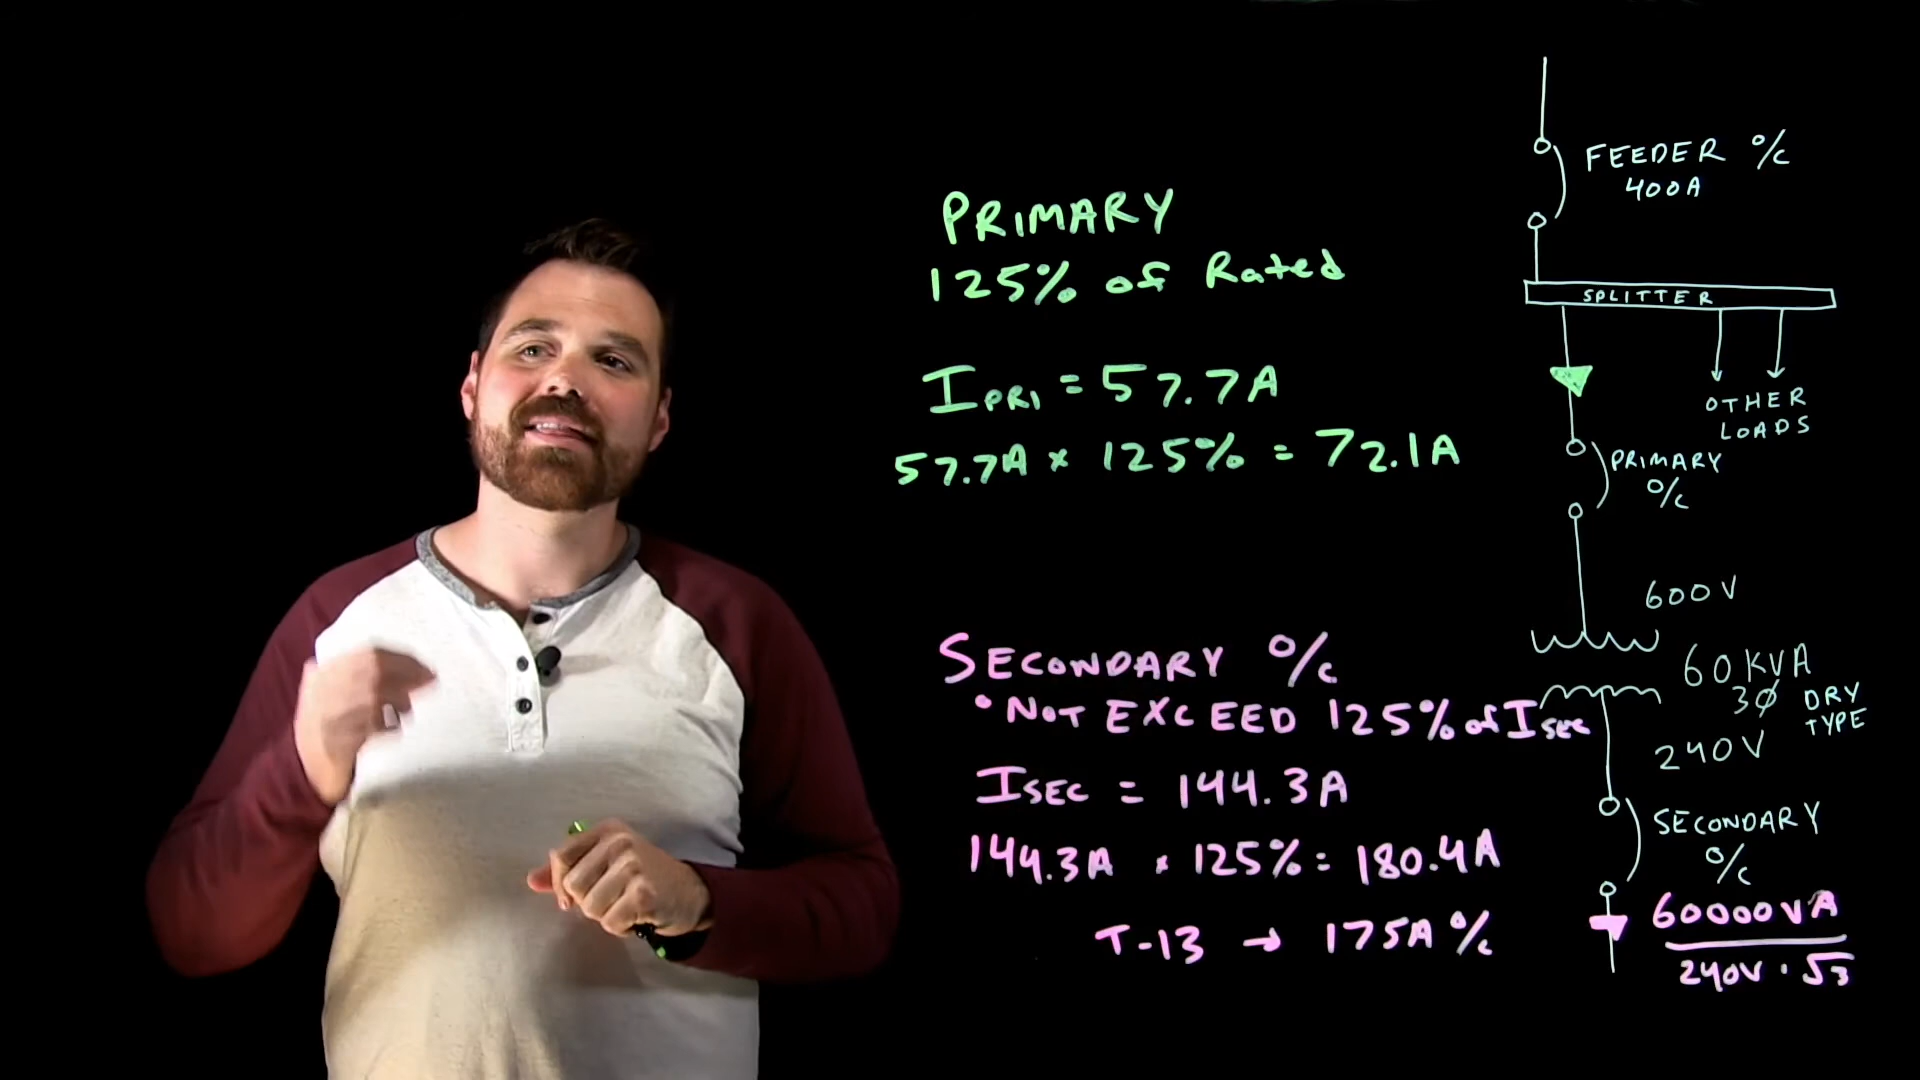 PRIMARY
125% of Rated
IPRI = 57.7A
57.7A × 125% = 72.1A
SECONDARY O/C
• NOT EXCEED 125% of Isec
ISEC = 144.3A
144.3A × 125% = 180.4A
T-13 → 175A O/C
FEEDER O/C
400A
SPLITTER
OTHER
LOADS
PRIMARY
O/C
600V
60KVA
3Ø DRY
TYPE
240V
SECONDARY
O/C
60000VA
240V · √3